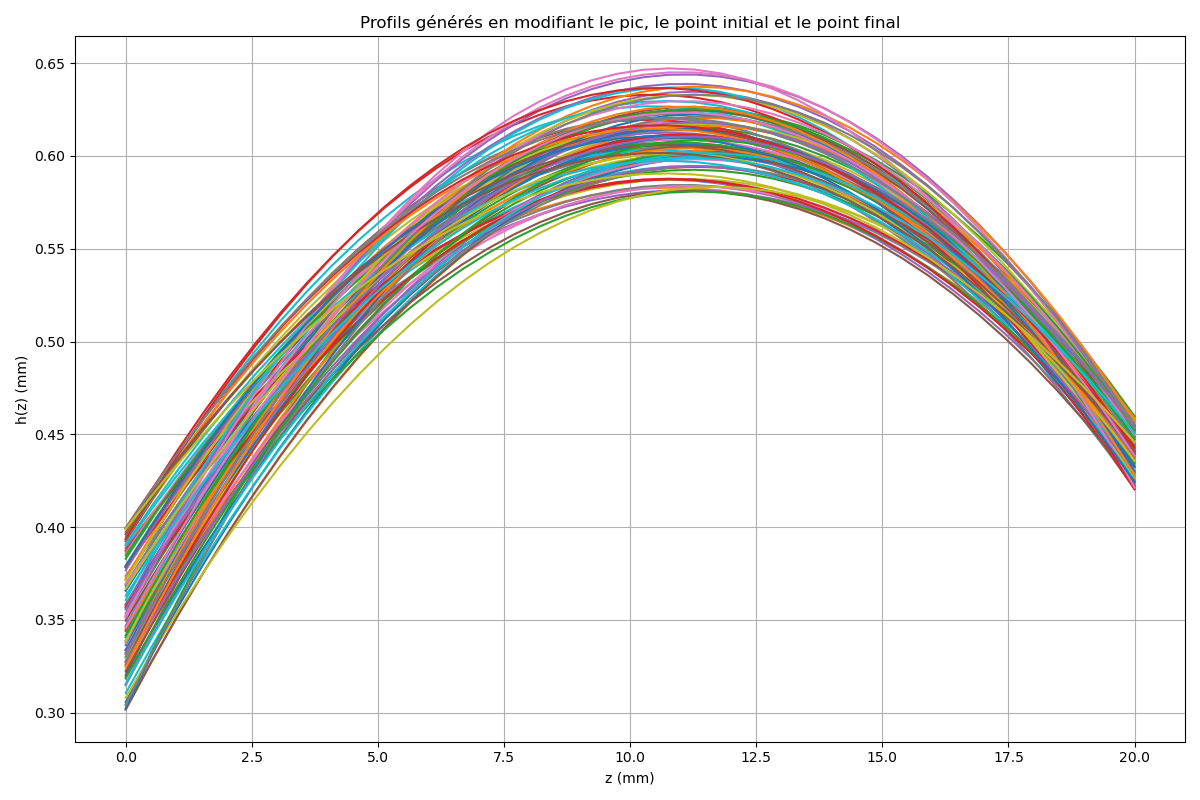 Profils générés en modifiant le pic, le point initial et le point final
0.65
0.60
0.55
0.50
0.45
0.40
0.35
0.30
h(z) (mm)
0.0 2.5 5.0 7.5 10.0 12.5 15.0 17.5 20.0
z (mm)